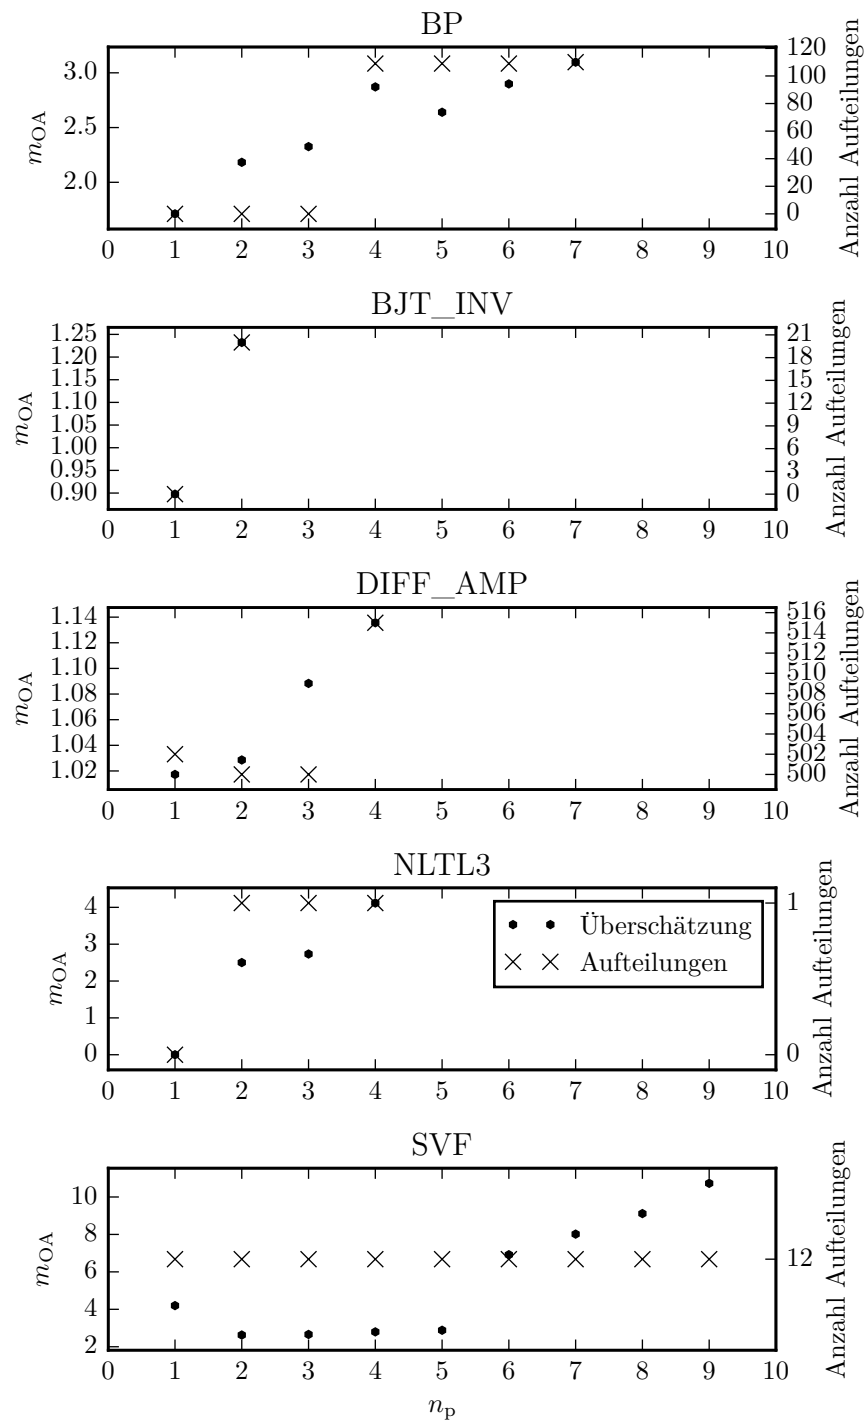 BP
3.0
2.5
2.0
m_OA
120
100
80
60
40
20
0
Anzahl Aufteilungen
0 1 2 3 4 5 6 7 8 9 10
BJT_INV
1.25
1.20
1.15
1.10
1.05
1.00
0.95
0.90
m_OA
21
18
15
12
9
6
3
0
Anzahl Aufteilungen
0 1 2 3 4 5 6 7 8 9 10
DIFF_AMP
1.14
1.12
1.10
1.08
1.06
1.04
1.02
m_OA
516
514
512
510
508
506
504
502
500
Anzahl Aufteilungen
0 1 2 3 4 5 6 7 8 9 10
NLTL3
4
3
2
1
0
m_OA
Überschätzung
Aufteilungen
1
0
Anzahl Aufteilungen
0 1 2 3 4 5 6 7 8 9 10
SVF
10
8
6
4
2
m_OA
12
Anzahl Aufteilungen
0 1 2 3 4 5 6 7 8 9 10
n_p